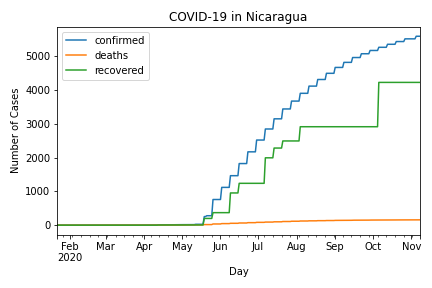 COVID-19 in Nicaragua
confirmed
deaths
recovered
Number of Cases
5000
4000
3000
2000
1000
0
Feb Mar Apr May Jun Jul Aug Sep Oct Nov
2020
Day